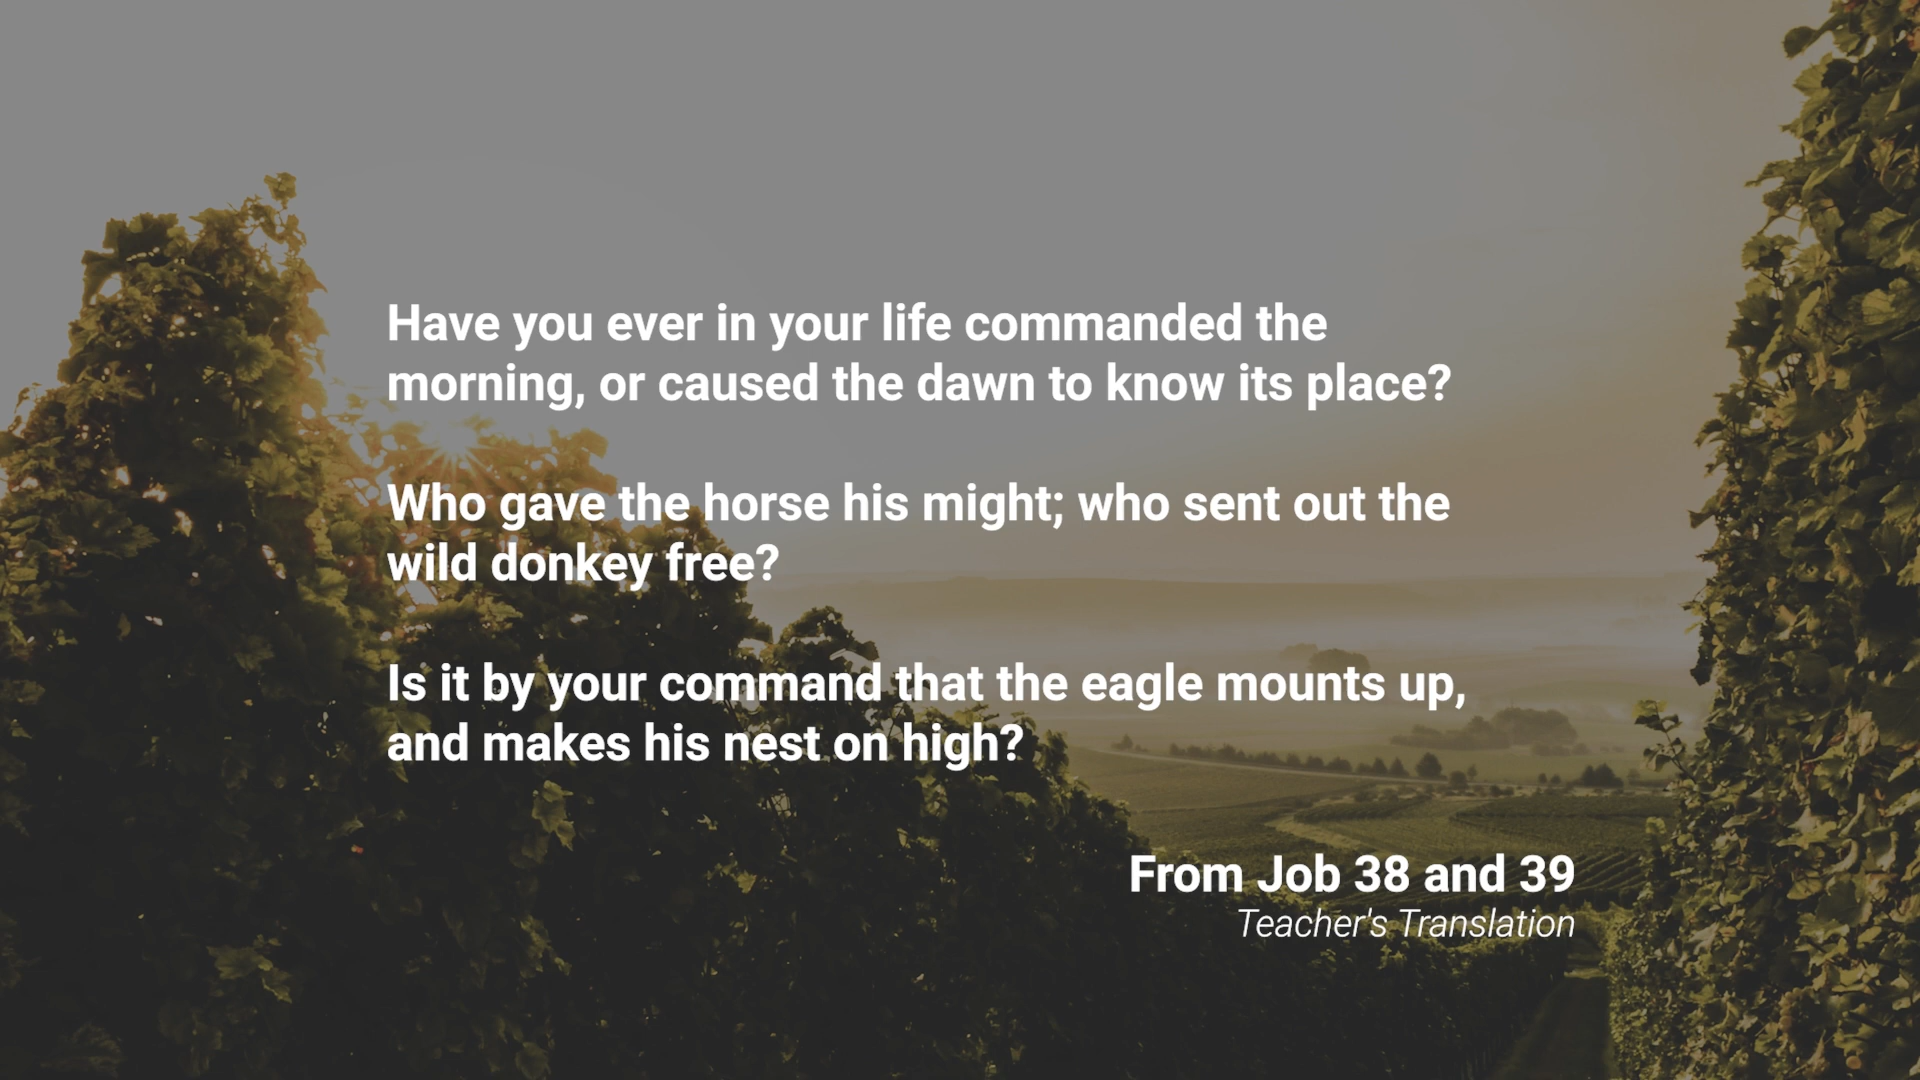 Have you ever in your life commanded the
morning, or caused the dawn to know its place?
Who gave the horse his might; who sent out the
wild donkey free?
Is it by your command that the eagle mounts up,
and makes his nest on high?
From Job 38 and 39
Teacher's Translation